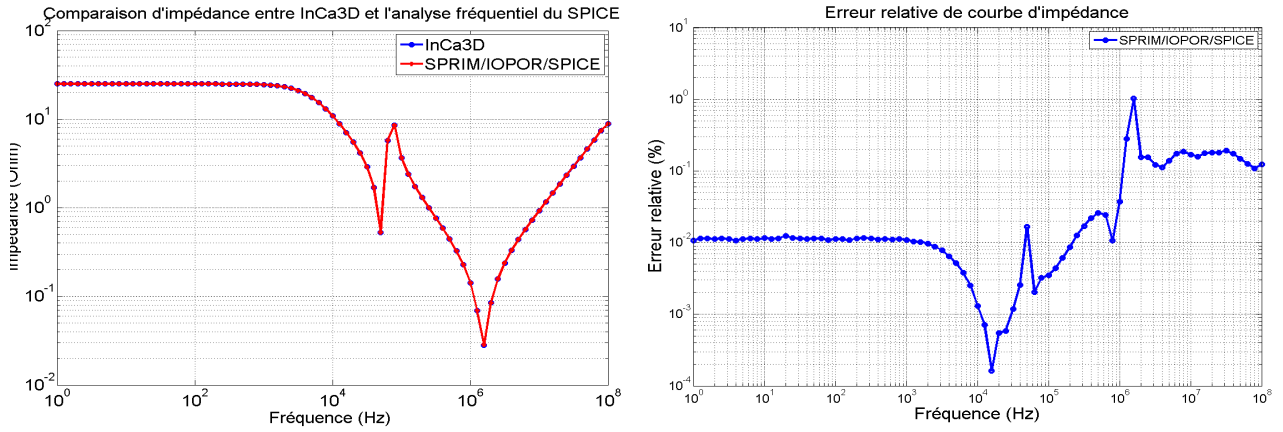 Comparaison d'impédance entre InCa3D et l'analyse fréquentiel du SPICE
Impédance (Ohm)
10^2
10^1
10^0
10^-1
10^-2
InCa3D
SPRIM/IOPOR/SPICE
10^0 10^2 10^4 10^6 10^8
Fréquence (Hz)
Erreur relative de courbe d'impédance
Erreur relative (%)
10^1
10^0
10^-1
10^-2
10^-3
10^-4
SPRIM/IOPOR/SPICE
10^0 10^1 10^2 10^3 10^4 10^5 10^6 10^7 10^8
Fréquence (Hz)